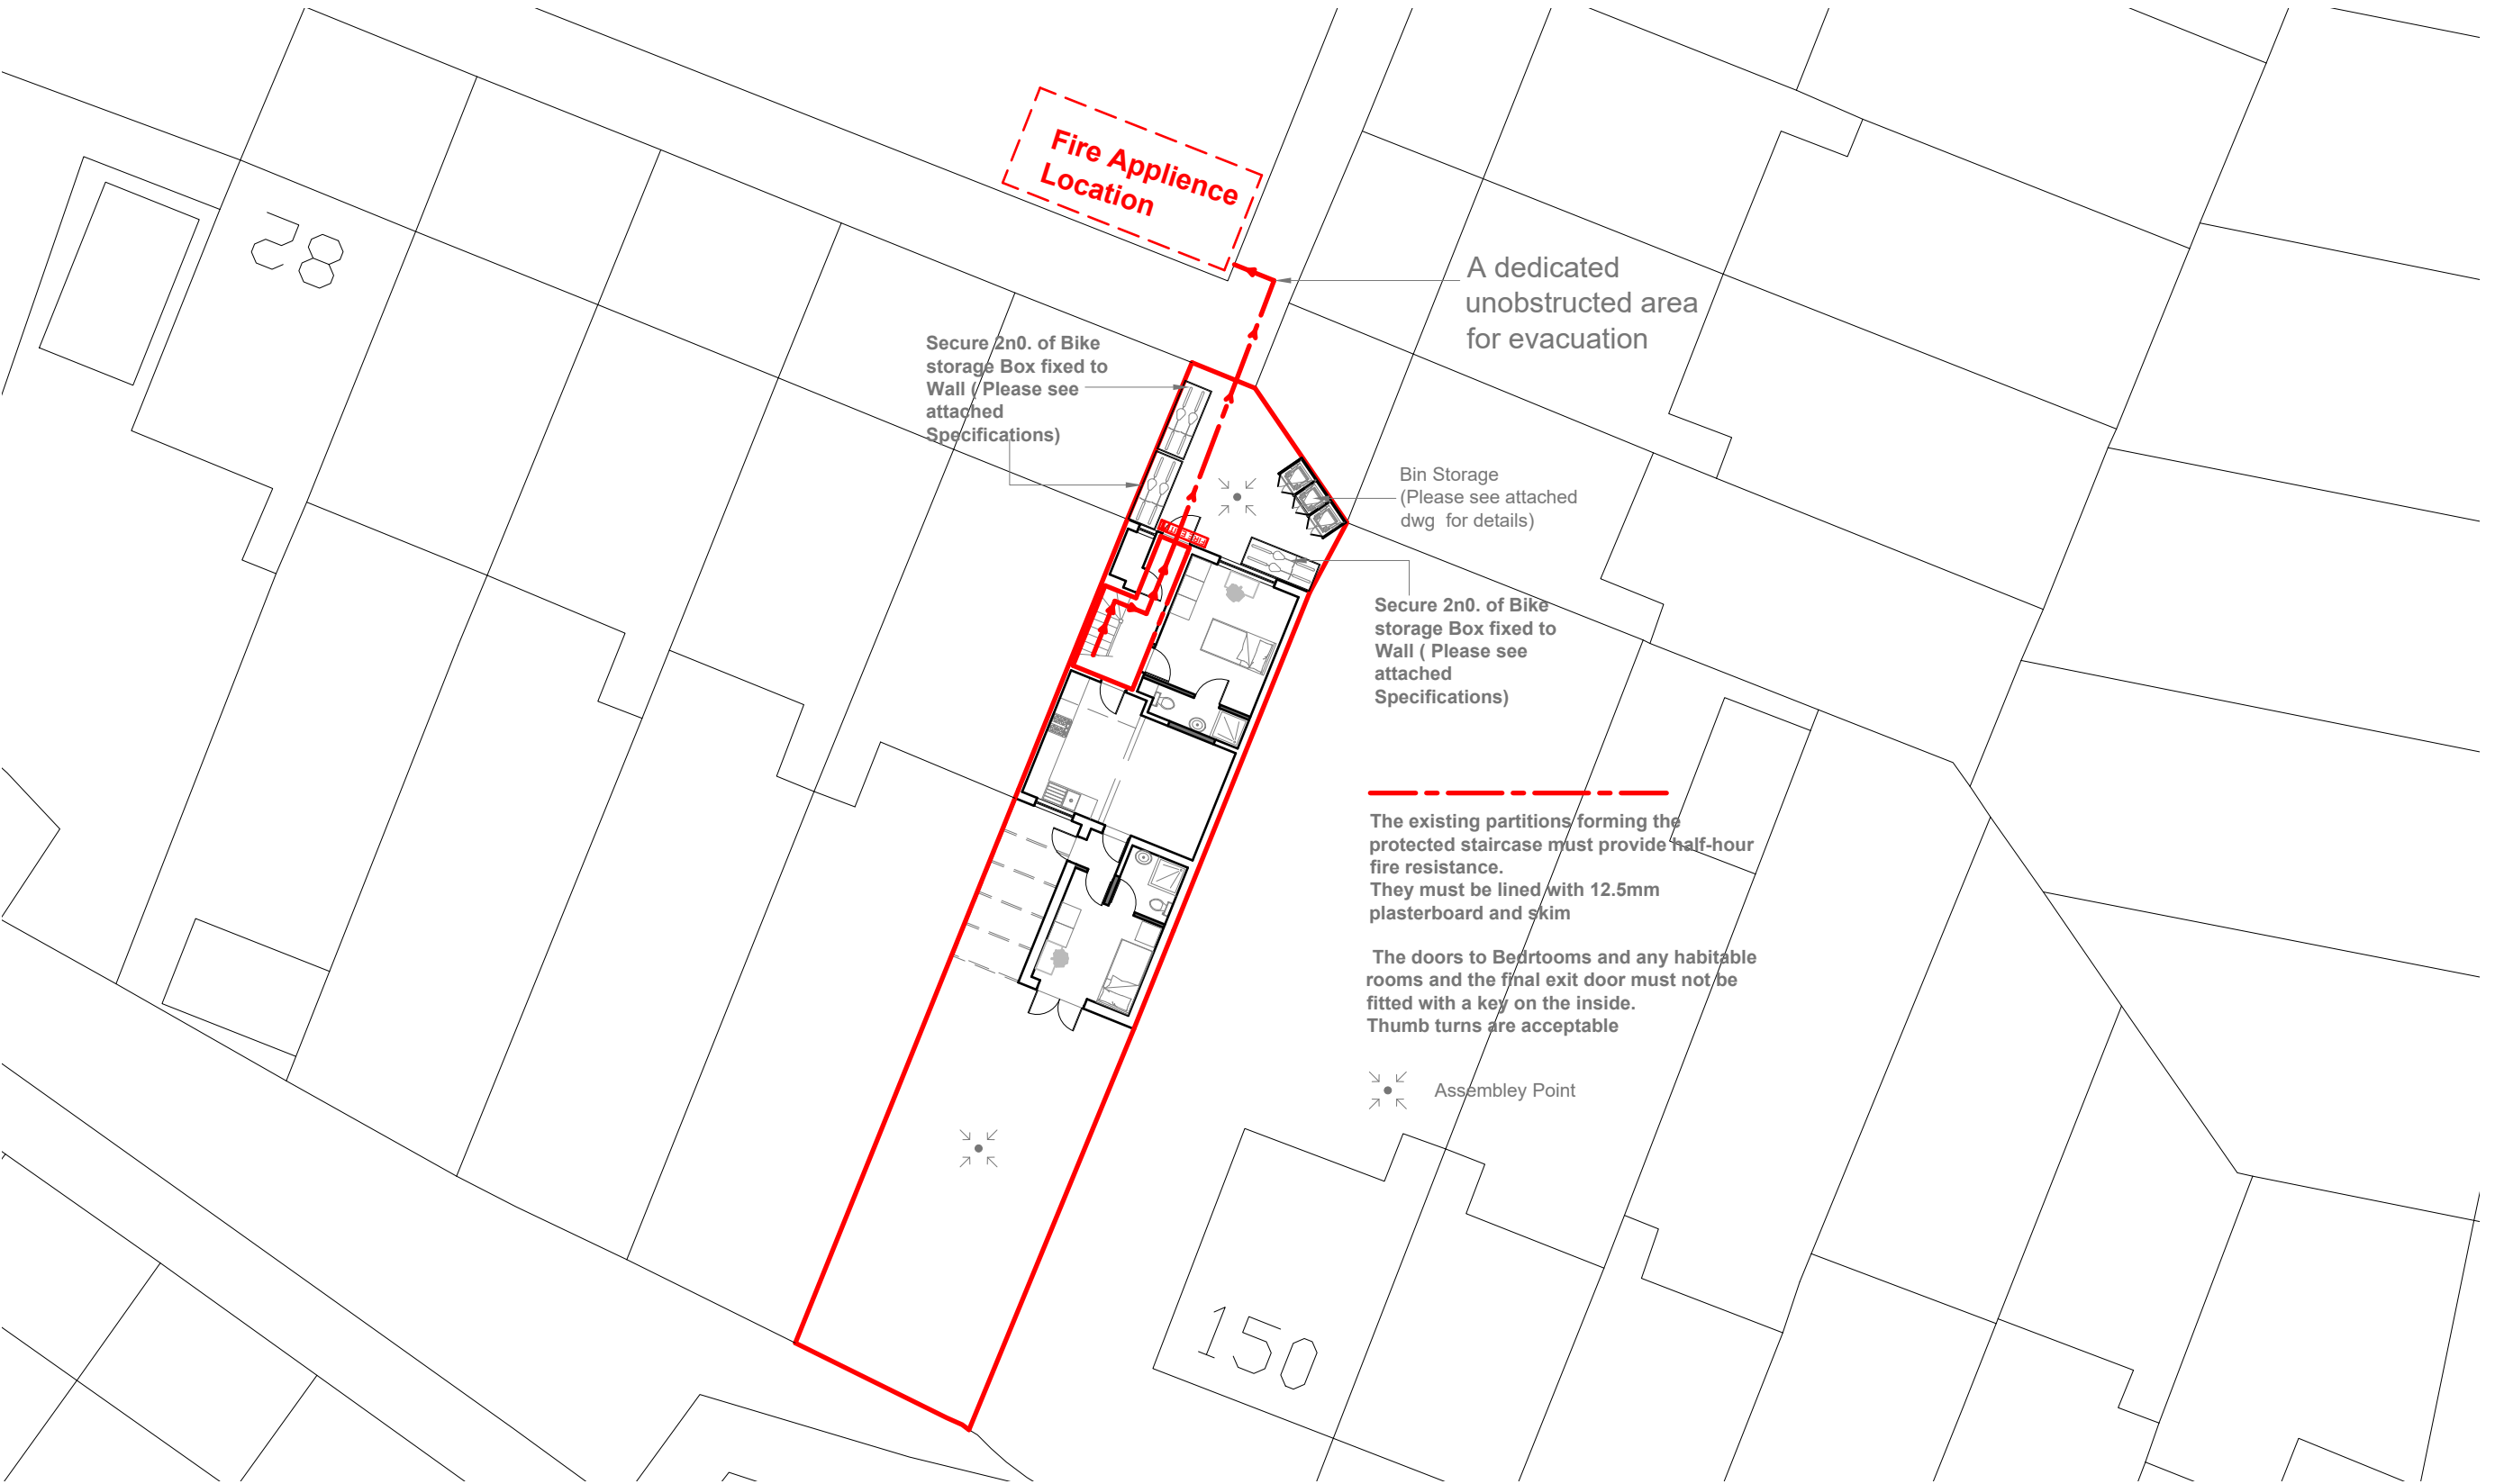 Fire Applience
Location
A dedicated
unobstructed area
for evacuation
58
Secure 2n0. of Bike
storage Box fixed to
Wall ( Please see
attached
Specifications)
Bin Storage
(Please see attached
dwg for details)
Secure 2n0. of Bike
storage Box fixed to
Wall ( Please see
attached
Specifications)
The existing partitions forming the
protected staircase must provide half-hour
fire resistance.
They must be lined with 12.5mm
plasterboard and skim
The doors to Bedrtooms and any habitable
rooms and the final exit door must not be
fitted with a key on the inside.
Thumb turns are acceptable
Assembley Point
150